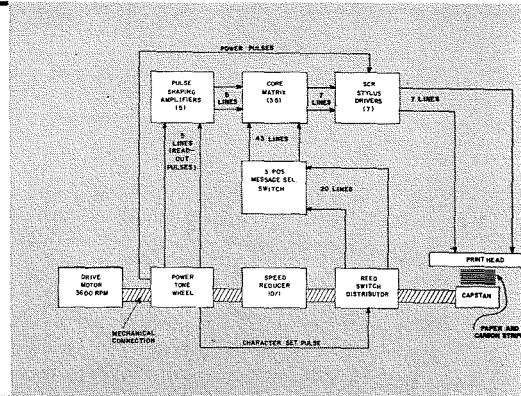 POWER PULSES
PULSE
SHAPING
AMPLIFIERS
(5)
5
LINES
CORE
MATRIX
(35)
7
LINES
SCR
STYLUS
DRIVERS
(7)
7 LINES
5
LINES
(READ-
OUT
PULSES)
43 LINES
3 POS
MESSAGE SEL.
SWITCH
20 LINES
PRINT HEAD
DRIVE
MOTOR
3600 RPM
POWER
TONE
WHEEL
SPEED
REDUCER
10/1
REED
SWITCH
DISTRIBUTOR
CAPSTAN
MECHANICAL
CONNECTION
CHARACTER SET PULSE
PAPER AND
CARBON STRIP